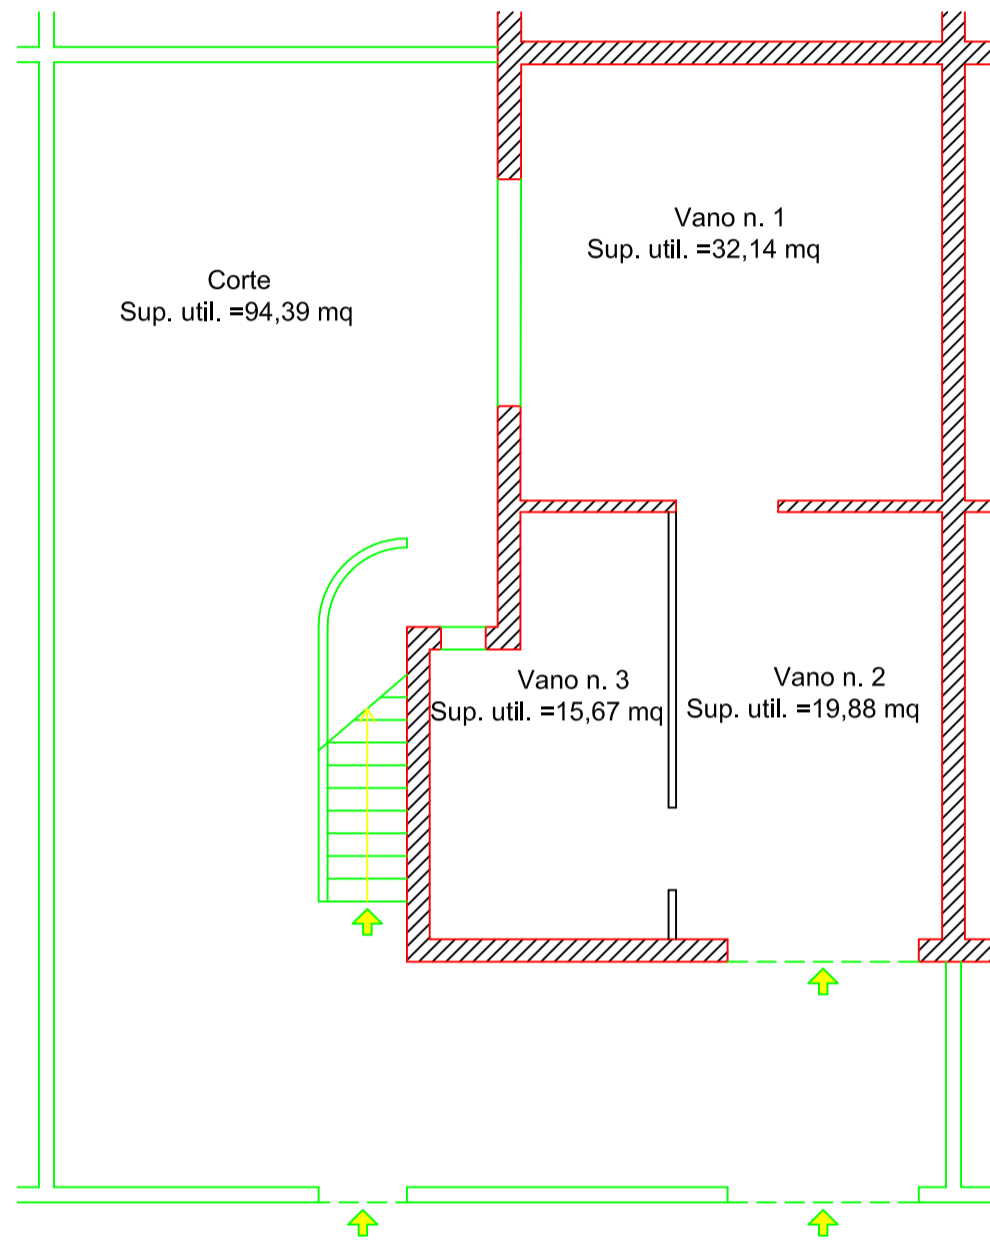 Vano n. 1
Sup. util. =32,14 mq
Corte
Sup. util. =94,39 mq
Vano n. 3
Sup. util. =15,67 mq
Vano n. 2
Sup. util. =19,88 mq